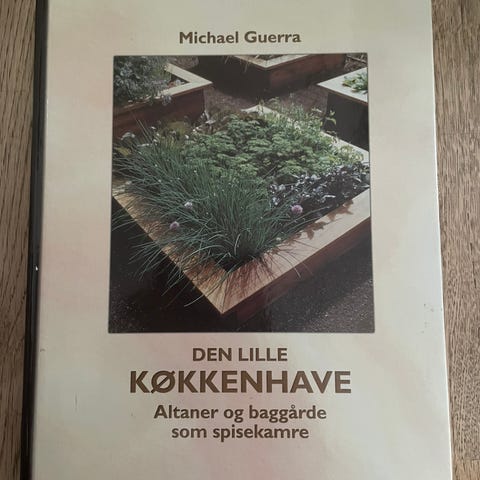 Michael Guerra
DEN LILLE
KØKKENHAVE
Altaner og baggårde
som spisekamre